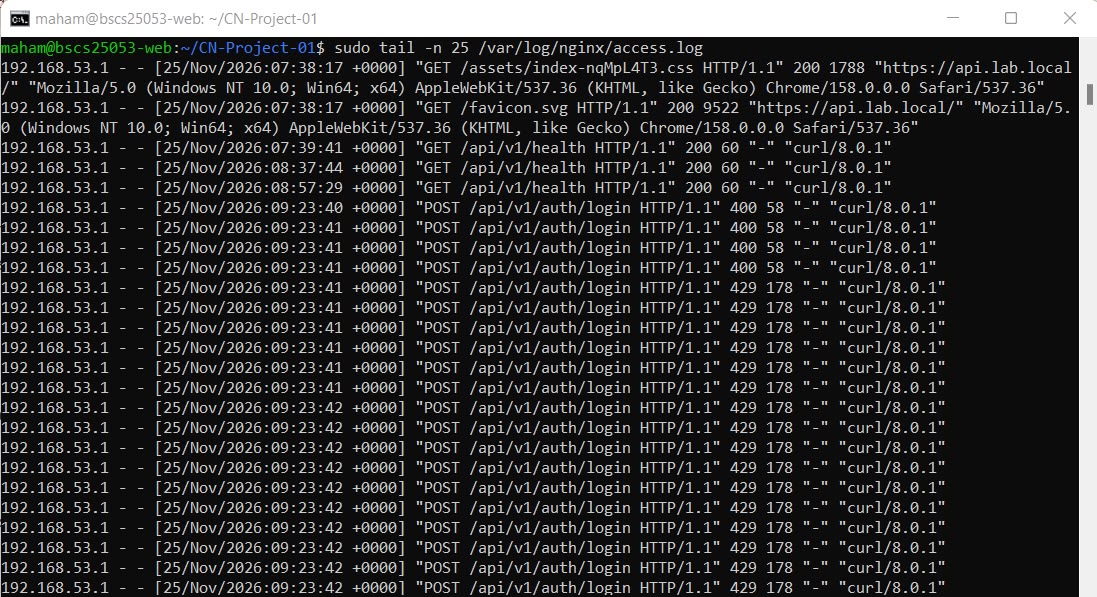 maham@bscs25053-web: ~/CN-Project-01
maham@bscs25053-web:~/CN-Project-01$ sudo tail -n 25 /var/log/nginx/access.log
192.168.53.1 - - [25/Nov/2026:07:38:17 +0000] "GET /assets/index-nqMpL4T3.css HTTP/1.1" 200 1788 "https://api.lab.local
/" "Mozilla/5.0 (Windows NT 10.0; Win64; x64) AppleWebKit/537.36 (KHTML, like Gecko) Chrome/158.0.0.0 Safari/537.36"
192.168.53.1 - - [25/Nov/2026:07:38:17 +0000] "GET /favicon.svg HTTP/1.1" 200 9522 "https://api.lab.local/" "Mozilla/5.
0 (Windows NT 10.0; Win64; x64) AppleWebKit/537.36 (KHTML, like Gecko) Chrome/158.0.0.0 Safari/537.36"
192.168.53.1 - - [25/Nov/2026:07:39:41 +0000] "GET /api/v1/health HTTP/1.1" 200 60 "-" "curl/8.0.1"
192.168.53.1 - - [25/Nov/2026:08:37:44 +0000] "GET /api/v1/health HTTP/1.1" 200 60 "-" "curl/8.0.1"
192.168.53.1 - - [25/Nov/2026:08:57:29 +0000] "GET /api/v1/health HTTP/1.1" 200 60 "-" "curl/8.0.1"
192.168.53.1 - - [25/Nov/2026:09:23:40 +0000] "POST /api/v1/auth/login HTTP/1.1" 400 58 "-" "curl/8.0.1"
192.168.53.1 - - [25/Nov/2026:09:23:41 +0000] "POST /api/v1/auth/login HTTP/1.1" 400 58 "-" "curl/8.0.1"
192.168.53.1 - - [25/Nov/2026:09:23:41 +0000] "POST /api/v1/auth/login HTTP/1.1" 400 58 "-" "curl/8.0.1"
192.168.53.1 - - [25/Nov/2026:09:23:41 +0000] "POST /api/v1/auth/login HTTP/1.1" 400 58 "-" "curl/8.0.1"
192.168.53.1 - - [25/Nov/2026:09:23:41 +0000] "POST /api/v1/auth/login HTTP/1.1" 429 178 "-" "curl/8.0.1"
192.168.53.1 - - [25/Nov/2026:09:23:41 +0000] "POST /api/v1/auth/login HTTP/1.1" 429 178 "-" "curl/8.0.1"
192.168.53.1 - - [25/Nov/2026:09:23:41 +0000] "POST /api/v1/auth/login HTTP/1.1" 429 178 "-" "curl/8.0.1"
192.168.53.1 - - [25/Nov/2026:09:23:41 +0000] "POST /api/v1/auth/login HTTP/1.1" 429 178 "-" "curl/8.0.1"
192.168.53.1 - - [25/Nov/2026:09:23:41 +0000] "POST /api/v1/auth/login HTTP/1.1" 429 178 "-" "curl/8.0.1"
192.168.53.1 - - [25/Nov/2026:09:23:41 +0000] "POST /api/v1/auth/login HTTP/1.1" 429 178 "-" "curl/8.0.1"
192.168.53.1 - - [25/Nov/2026:09:23:42 +0000] "POST /api/v1/auth/login HTTP/1.1" 429 178 "-" "curl/8.0.1"
192.168.53.1 - - [25/Nov/2026:09:23:42 +0000] "POST /api/v1/auth/login HTTP/1.1" 429 178 "-" "curl/8.0.1"
192.168.53.1 - - [25/Nov/2026:09:23:42 +0000] "POST /api/v1/auth/login HTTP/1.1" 429 178 "-" "curl/8.0.1"
192.168.53.1 - - [25/Nov/2026:09:23:42 +0000] "POST /api/v1/auth/login HTTP/1.1" 429 178 "-" "curl/8.0.1"
192.168.53.1 - - [25/Nov/2026:09:23:42 +0000] "POST /api/v1/auth/login HTTP/1.1" 429 178 "-" "curl/8.0.1"
192.168.53.1 - - [25/Nov/2026:09:23:42 +0000] "POST /api/v1/auth/login HTTP/1.1" 429 178 "-" "curl/8.0.1"
192.168.53.1 - - [25/Nov/2026:09:23:42 +0000] "POST /api/v1/auth/login HTTP/1.1" 429 178 "-" "curl/8.0.1"
192.168.53.1 - - [25/Nov/2026:09:23:42 +0000] "POST /api/v1/auth/login HTTP/1.1" 429 178 "-" "curl/8.0.1"
192.168.53.1 - - [25/Nov/2026:09:23:42 +0000] "POST /api/v1/auth/login HTTP/1.1" 429 178 "-" "curl/8.0.1"
192.168.53.1 - - [25/Nov/2026:09:23:42 +0000] "POST /api/v1/auth/login HTTP/1.1" 429 178 "-" "curl/8.0.1"